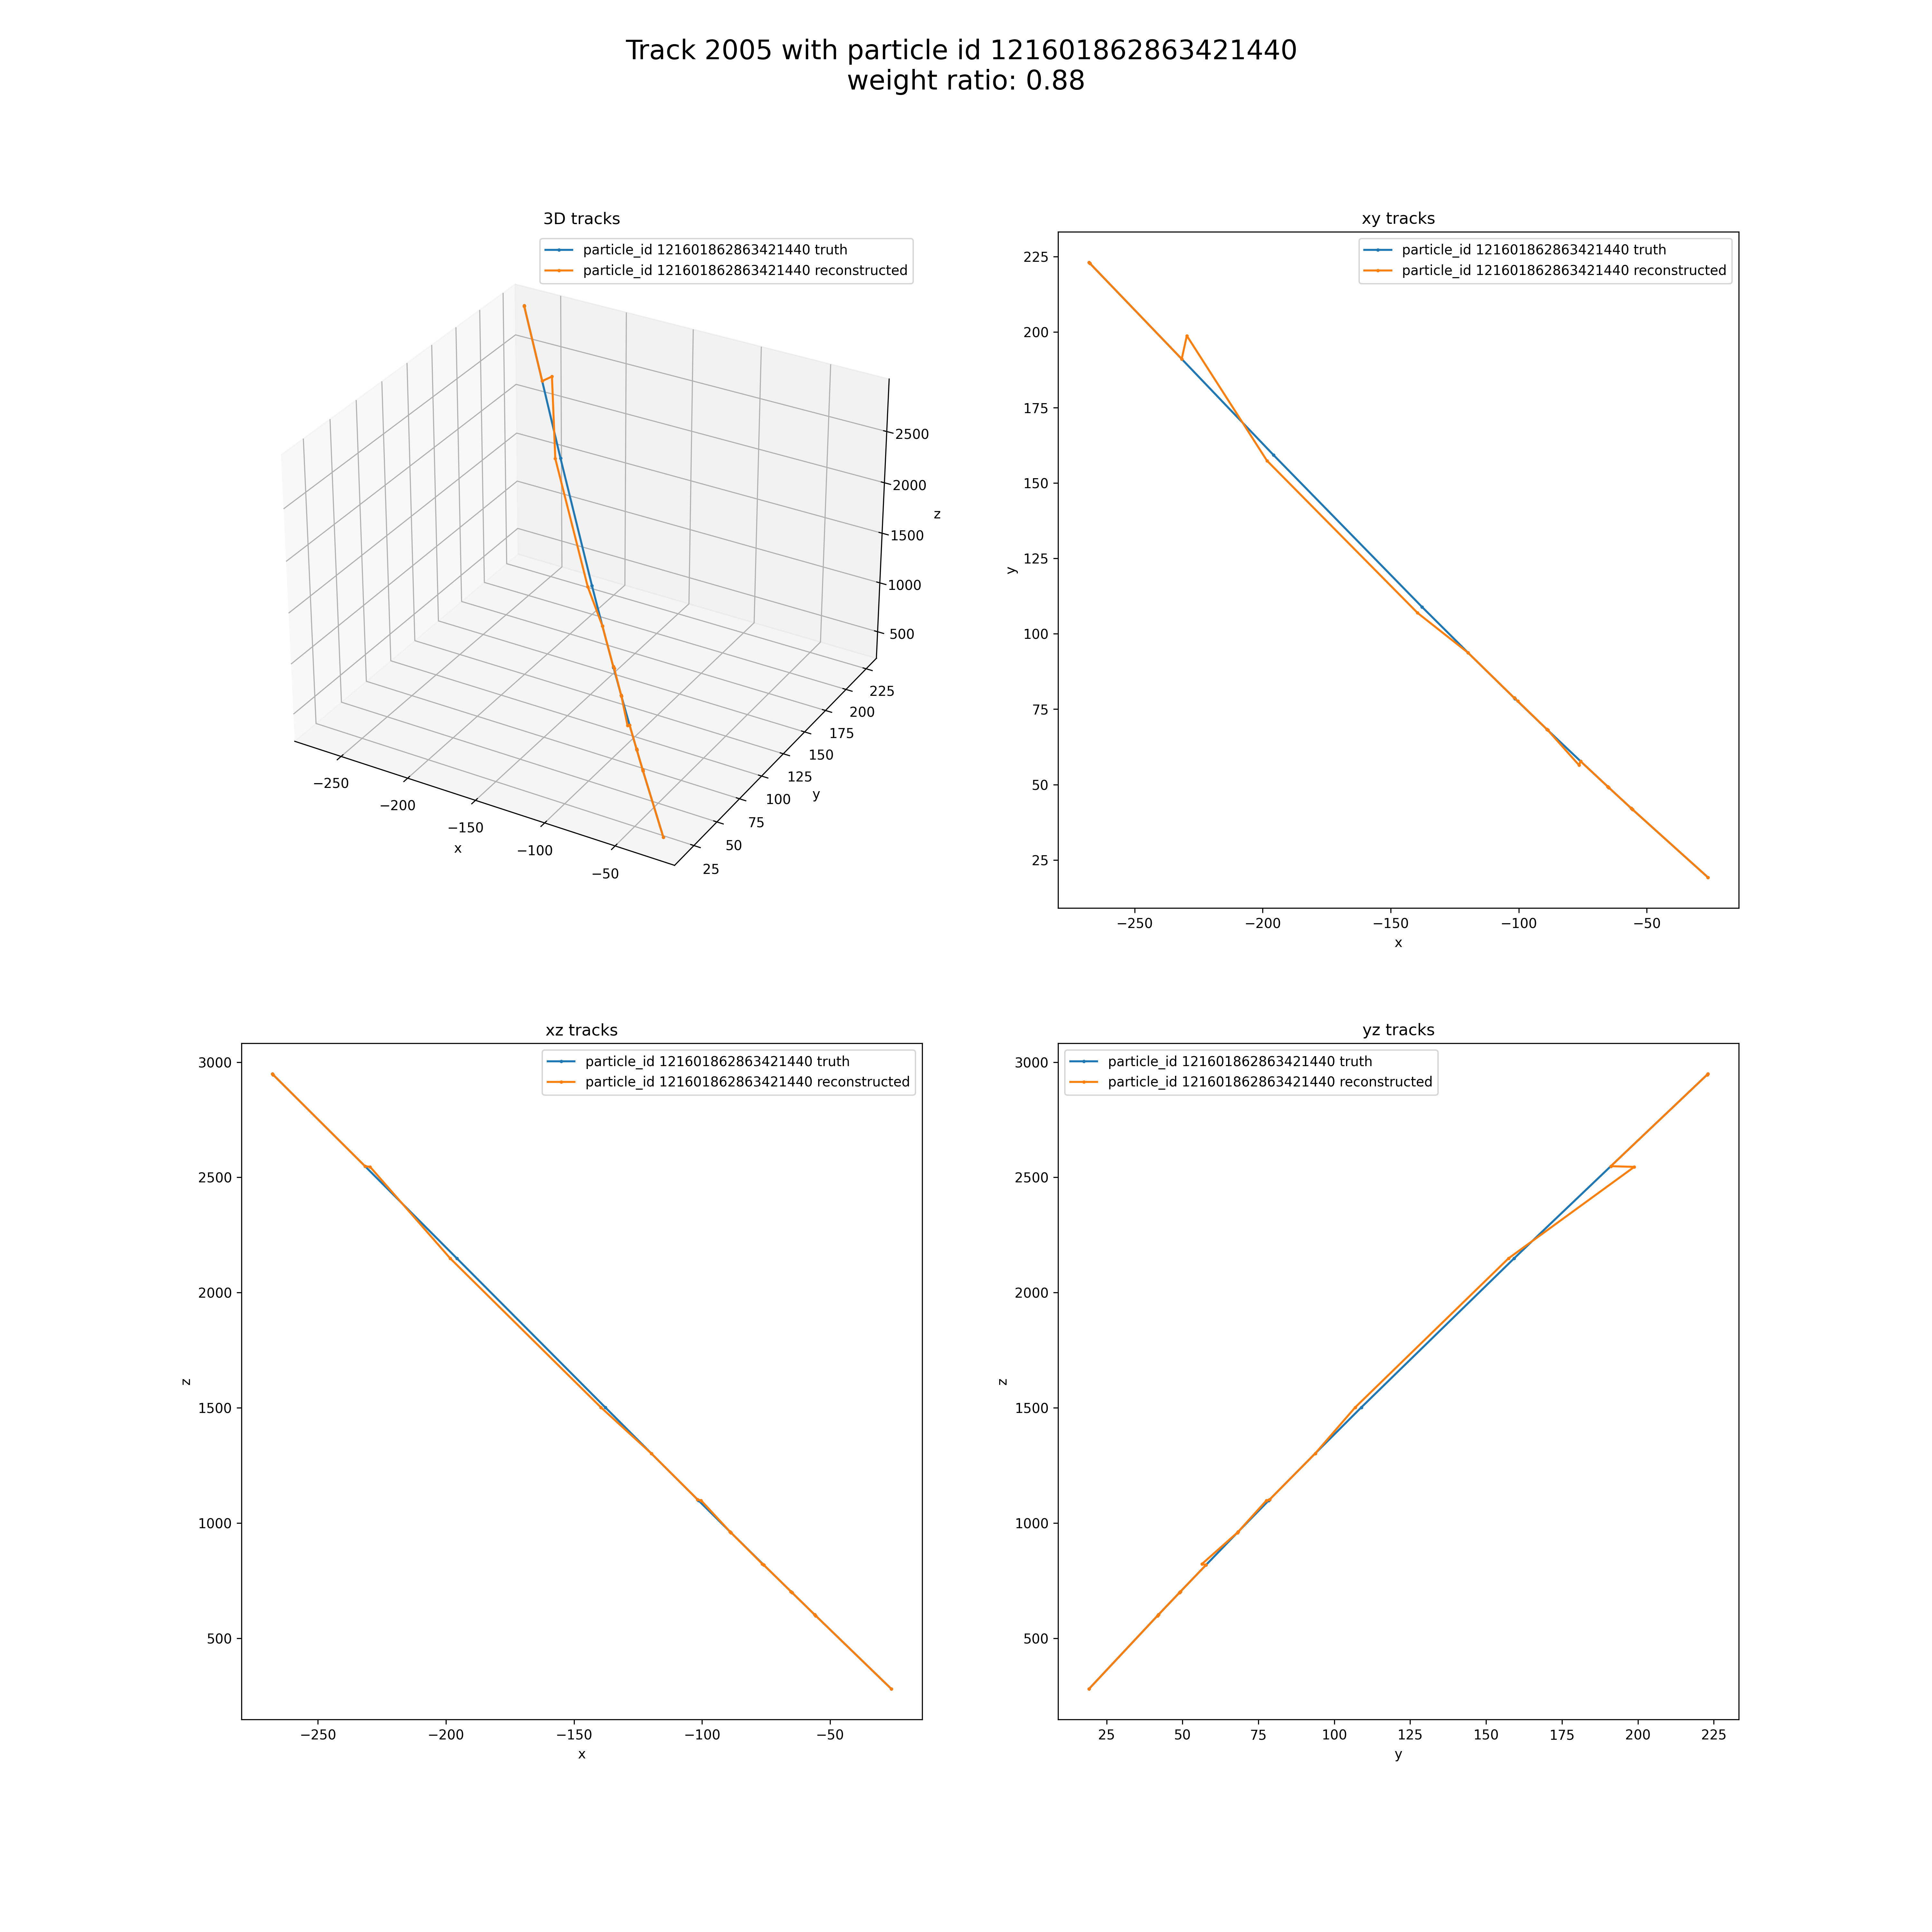 Track 2005 with particle id 121601862863421440
weight ratio: 0.88
3D tracks
particle_id 121601862863421440 truth
particle_id 121601862863421440 reconstructed
2500
2000
z
1500
1000
500
225
200
175
150
125
100
75
50
25
y
−250
−200
−150
−100
−50
x
xy tracks
particle_id 121601862863421440 truth
particle_id 121601862863421440 reconstructed
225
200
175
150
125
100
75
50
25
y
−250 −200 −150 −100 −50
x
xz tracks
particle_id 121601862863421440 truth
particle_id 121601862863421440 reconstructed
3000
2500
2000
1500
1000
500
z
−250 −200 −150 −100 −50
x
yz tracks
particle_id 121601862863421440 truth
particle_id 121601862863421440 reconstructed
3000
2500
2000
1500
1000
500
z
25 50 75 100 125 150 175 200 225
y